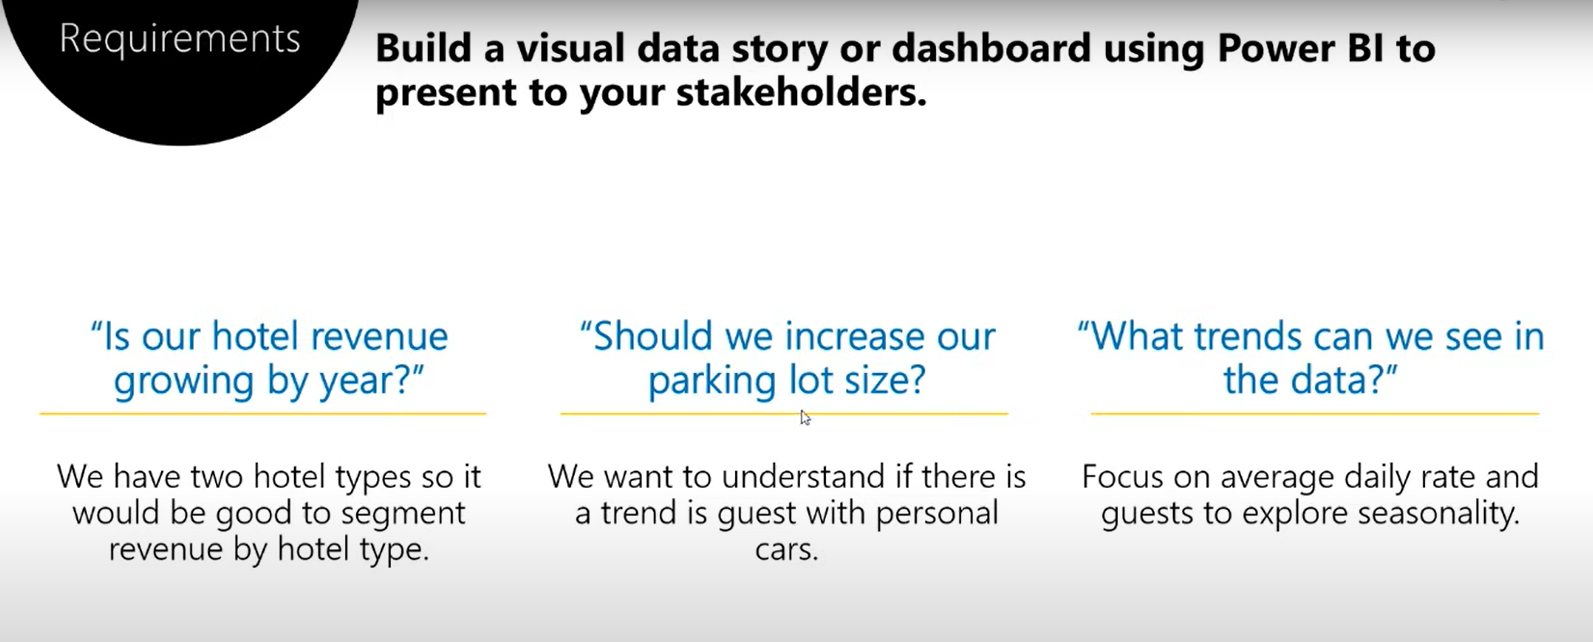 Requirements
Build a visual data story or dashboard using Power BI to
present to your stakeholders.
“Is our hotel revenue
growing by year?”
We have two hotel types so it
would be good to segment
revenue by hotel type.
“Should we increase our
parking lot size?
We want to understand if there is
a trend is guest with personal
cars.
“What trends can we see in
the data?”
Focus on average daily rate and
guests to explore seasonality.